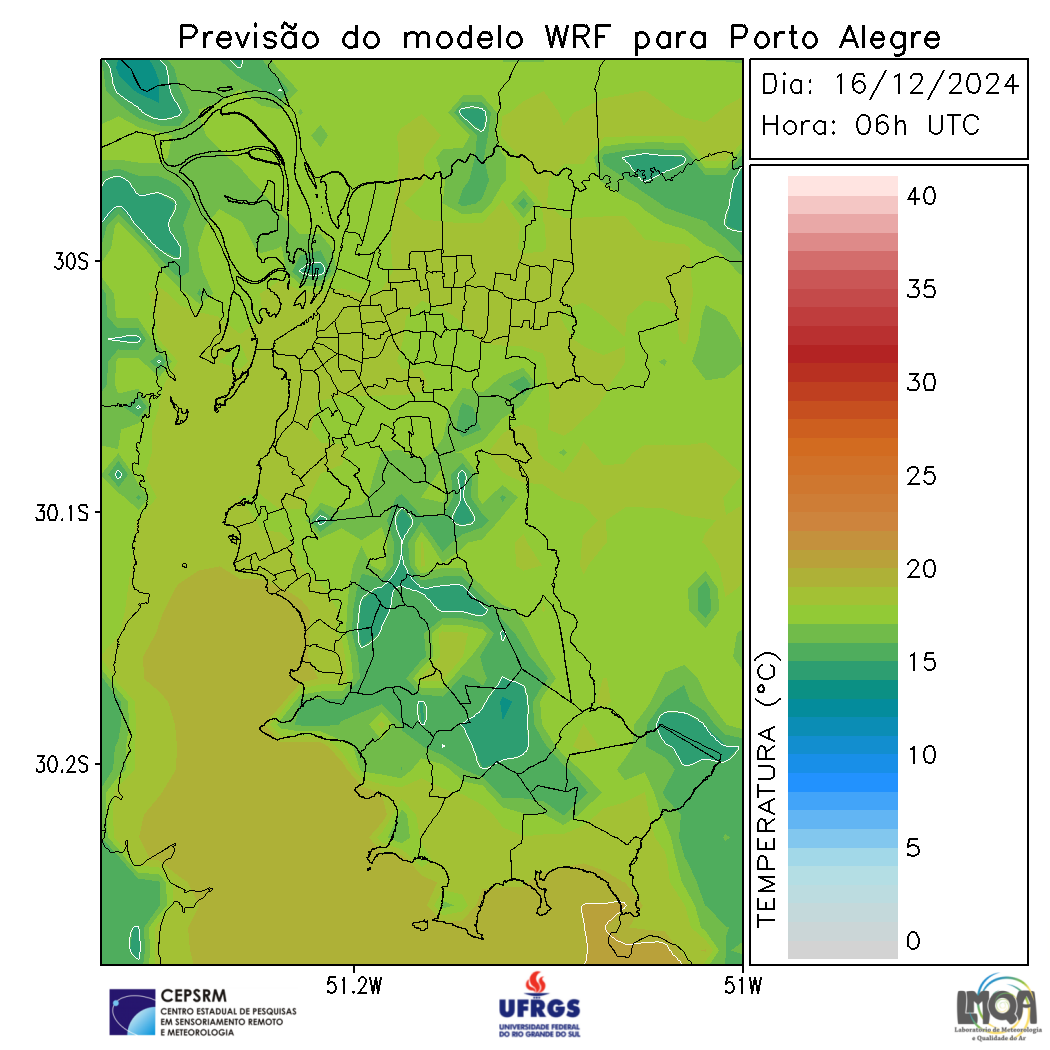 Previsão do modelo WRF para Porto Alegre
Dia: 16/12/2024
Hora: 06h UTC
40
35
30
25
20
15
10
5
0
TEMPERATURA (°C)
30S
30.1S
30.2S
51.2W
51W
CEPSRM
CENTRO ESTADUAL DE PESQUISAS
EM SENSORIAMENTO REMOTO
E METEOROLOGIA
UFRGS
UNIVERSIDADE FEDERAL
DO RIO GRANDE DO SUL
LMQA
Laboratório de Meteorologia
e Qualidade do Ar